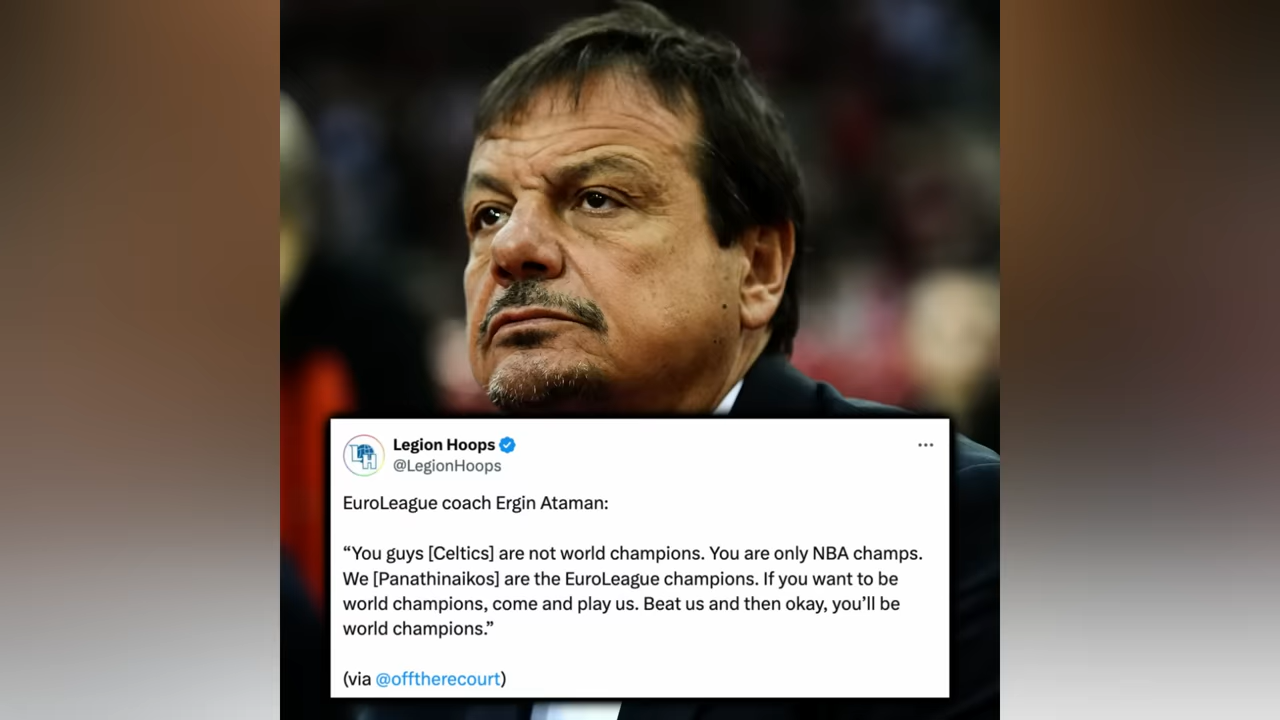 Legion Hoops
@LegionHoops
EuroLeague coach Ergin Ataman:
“You guys [Celtics] are not world champions. You are only NBA champs.
We [Panathinaikos] are the EuroLeague champions. If you want to be
world champions, come and play us. Beat us and then okay, you’ll be
world champions.”
(via @offtherecourt)